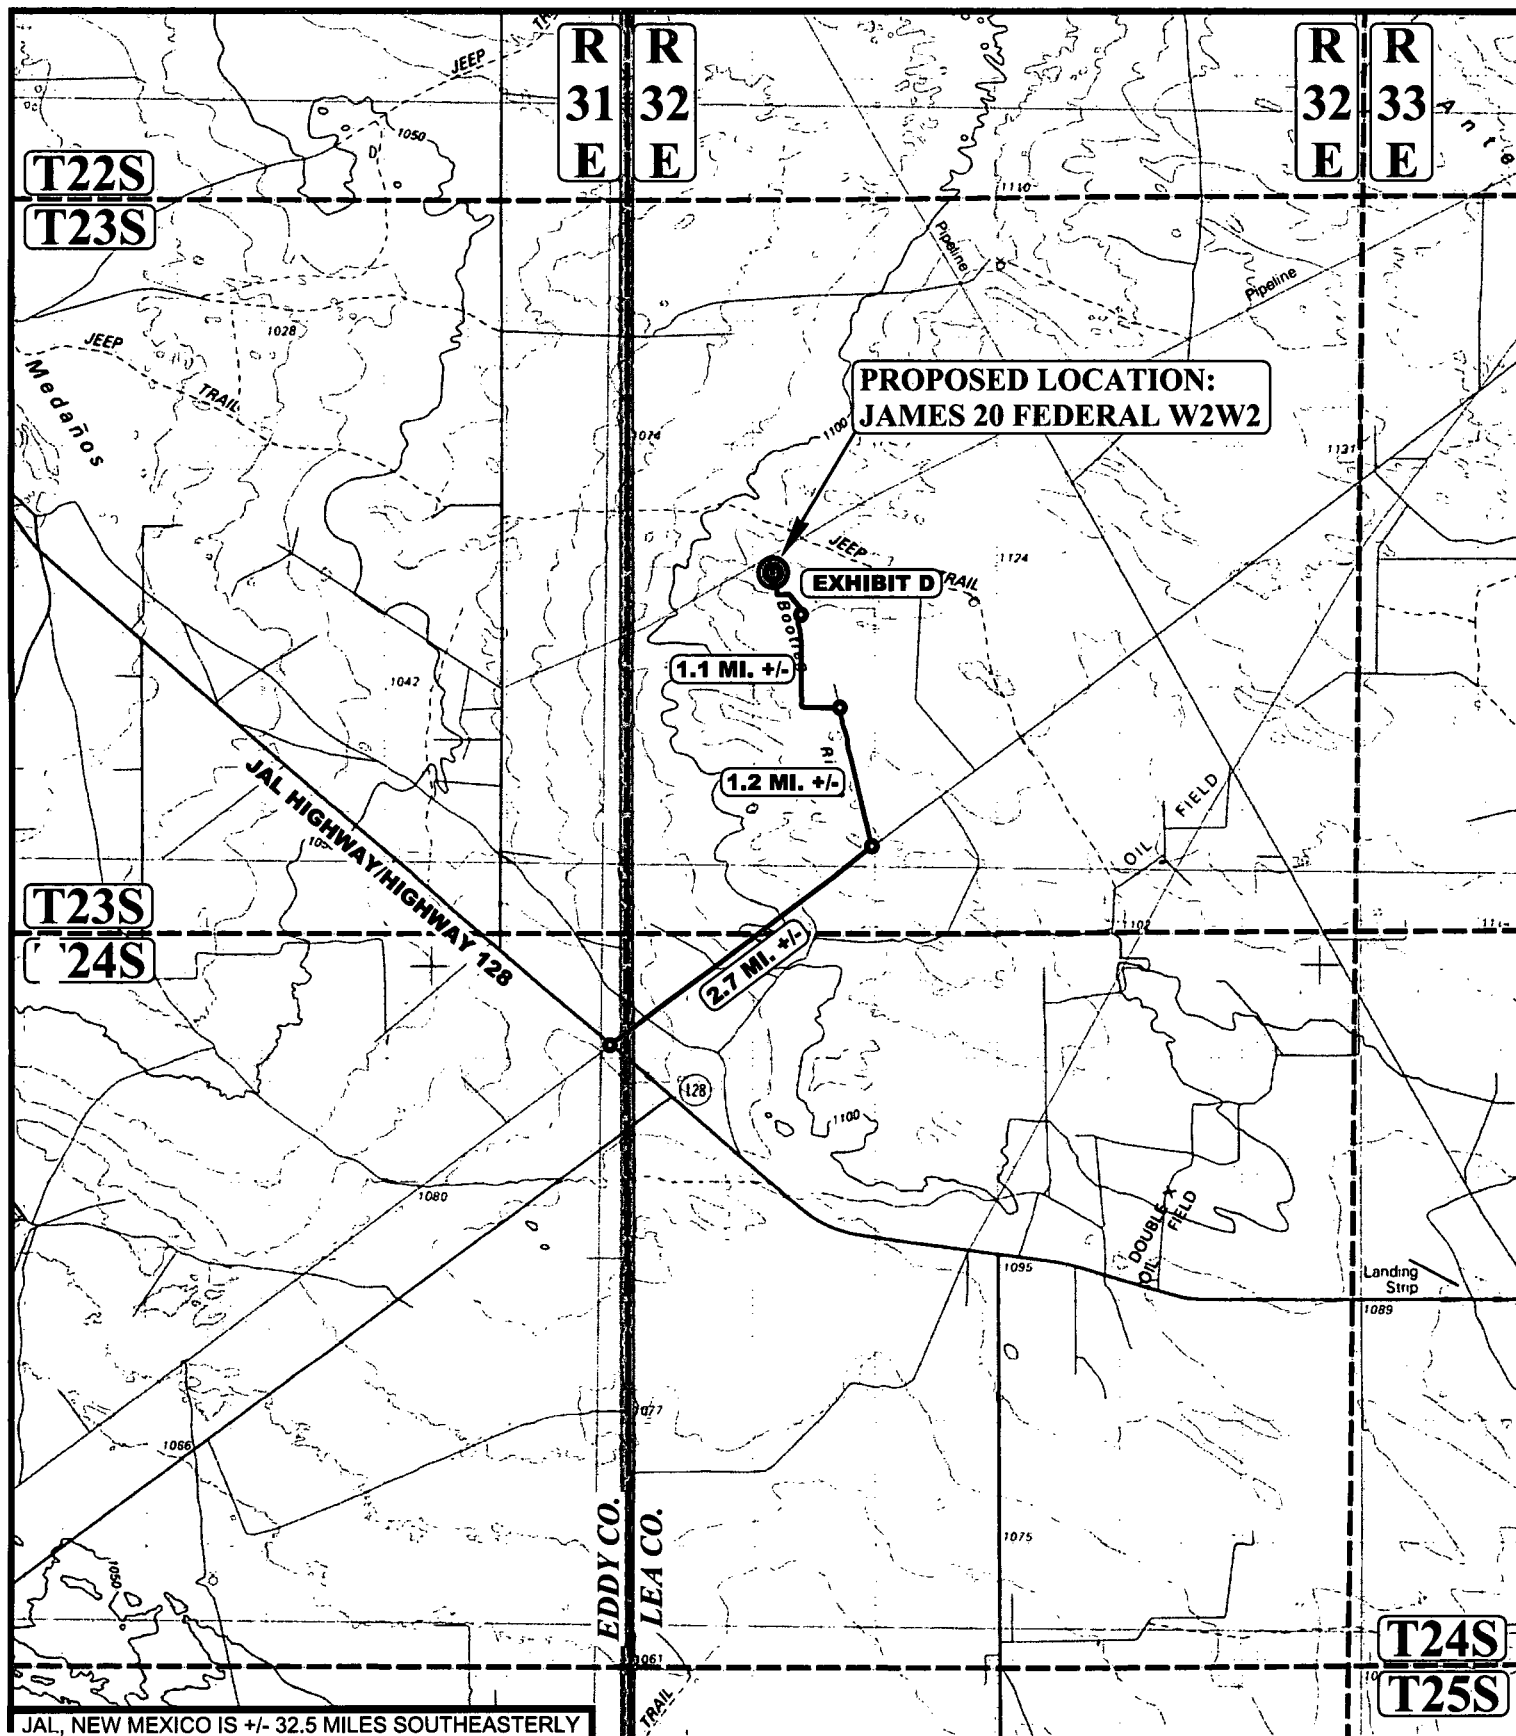 R
31
E
R
32
E
R
32
E
R
33
E
JEEP
1050
T22S
T23S
1110
Pipeline
Pipeline
1028
JEEP
TRAIL
Medaños
PROPOSED LOCATION:
JAMES 20 FEDERAL W2W2
1074
1100
1131
JEEP
1124
EXHIBIT D
1.1 MI. +/-
1042
1.2 MI. +/-
JAL HIGHWAY/HIGHWAY 128
OIL FIELD
T23S
24S
1102
2.7 MI. +/-
128
1100
1080
DOUBLE X
OIL FIELD
1095
Landing
Strip
1089
1077
1066
EDDY CO.
LEA CO.
1075
1050
T24S
T25S
1061
TRAIL
JAL, NEW MEXICO IS +/- 32.5 MILES SOUTHEASTERLY